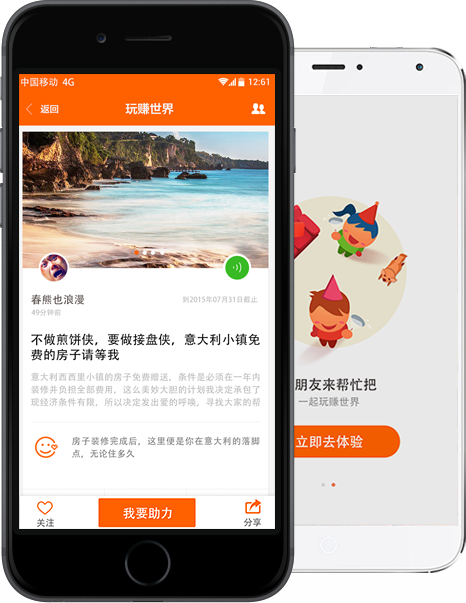 中国移动 4G 12:61
返回 玩赚世界
春熊也浪漫 到2015年07月31日截止
49分钟前
不做煎饼侠，要做接盘侠，意大利小镇免
费的房子请等我
意大利西西里小镇的房子免费赠送，条件是必须在一年内
装修并负担全部费用，这么美妙大胆的计划我决定承包了
现经济条件有限，所以决定发出爱的呼唤，寻找大家的帮
房子装修完成后，这里便是你在意大利的落脚
点，无论住多久
关注 我要助力 分享
朋友来帮忙把
一起玩赚世界
立即去体验